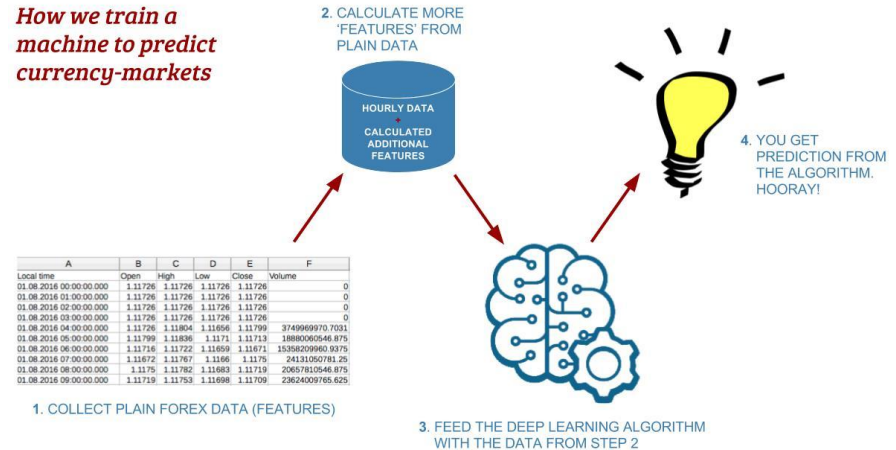 How we train a
machine to predict
currency-markets
2. CALCULATE MORE
'FEATURES' FROM
PLAIN DATA
HOURLY DATA
+
CALCULATED
ADDITIONAL
FEATURES
4. YOU GET
PREDICTION FROM
THE ALGORITHM.
HOORAY!
A B C D E F
Local time Open High Low Close Volume
01.08.2016 00:00:00.000 1.11726 1.11726 1.11726 1.11726 0
01.08.2016 01:00:00.000 1.11726 1.11726 1.11726 1.11726 0
01.08.2016 02:00:00.000 1.11726 1.11726 1.11726 1.11726 0
01.08.2016 03:00:00.000 1.11726 1.11726 1.11726 1.11726 0
01.08.2016 04:00:00.000 1.11726 1.11804 1.11656 1.11799 3749969970.7031
01.08.2016 05:00:00.000 1.11799 1.11836 1.1171 1.11713 18880060546.875
01.08.2016 06:00:00.000 1.11716 1.11722 1.11659 1.11671 15358209960.9375
01.08.2016 07:00:00.000 1.11672 1.11767 1.1166 1.1175 24131050781.25
01.08.2016 08:00:00.000 1.1175 1.11782 1.11683 1.11719 20657810546.875
01.08.2016 09:00:00.000 1.11719 1.11753 1.11698 1.11709 23624009765.625
1. COLLECT PLAIN FOREX DATA (FEATURES)
3. FEED THE DEEP LEARNING ALGORITHM
WITH THE DATA FROM STEP 2